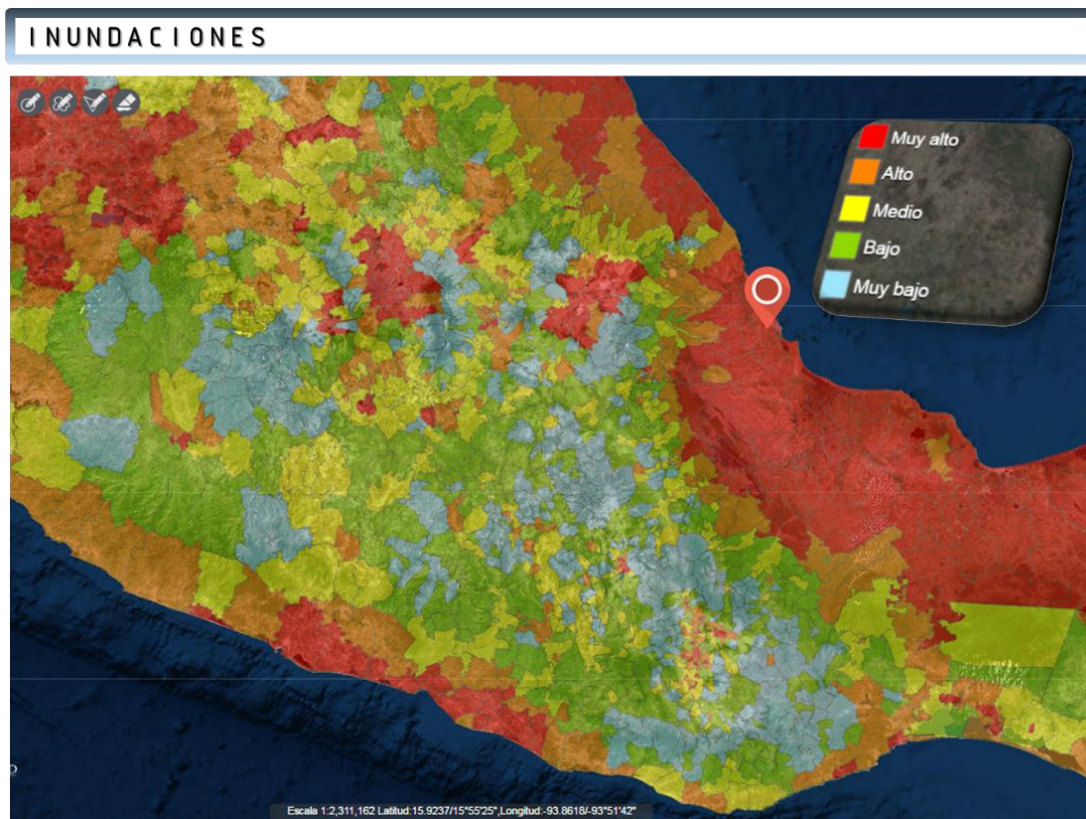 INUNDACIONES
Muy alto
Alto
Medio
Bajo
Muy bajo
Escala 1:2,311,162 Latitud:15.9237/15°55'25",Longitud:-93.8618/-93°51'42"